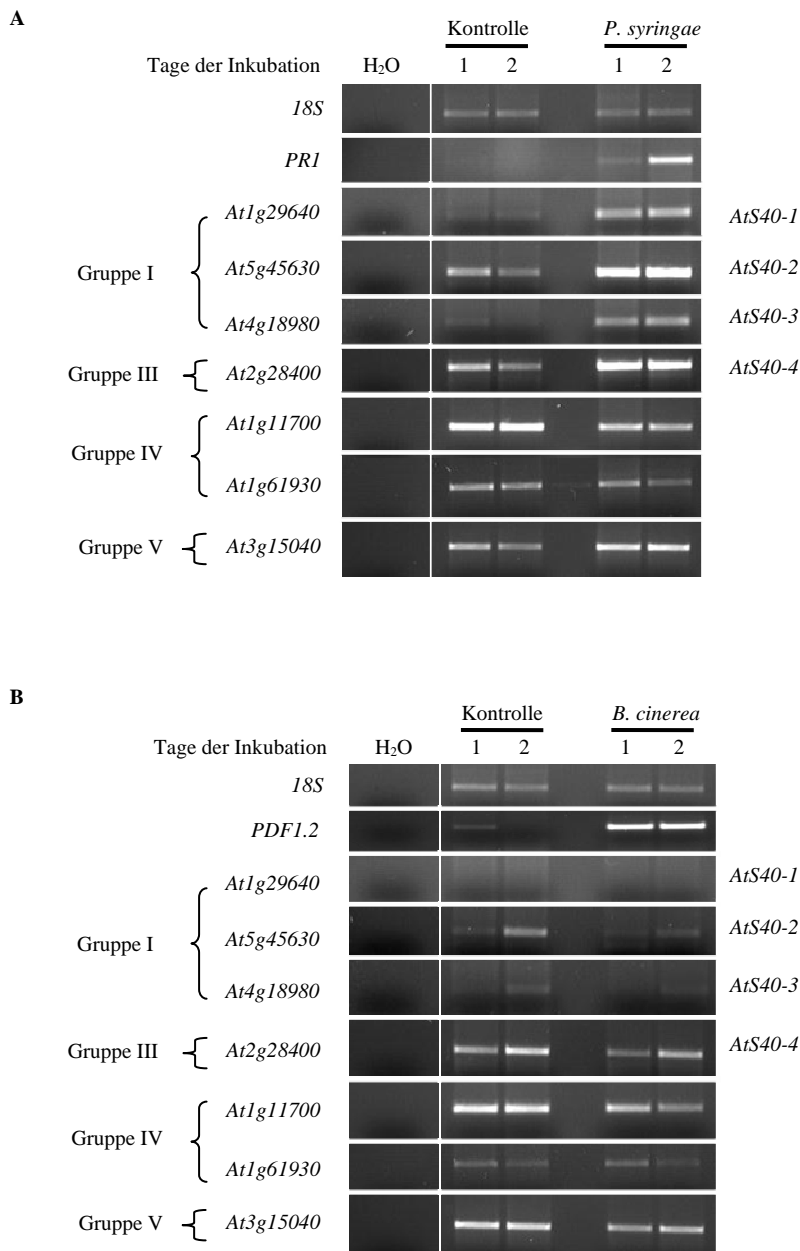 A
Kontrolle P. syringae
Tage der Inkubation H₂O 1 2 1 2
18S
PR1
At1g29640 AtS40-1
Gruppe I At5g45630 AtS40-2
At4g18980 AtS40-3
Gruppe III At2g28400 AtS40-4
At1g11700
Gruppe IV
At1g61930
Gruppe V At3g15040
B
Kontrolle B. cinerea
Tage der Inkubation H₂O 1 2 1 2
18S
PDF1.2
At1g29640 AtS40-1
Gruppe I At5g45630 AtS40-2
At4g18980 AtS40-3
Gruppe III At2g28400 AtS40-4
At1g11700
Gruppe IV
At1g61930
Gruppe V At3g15040